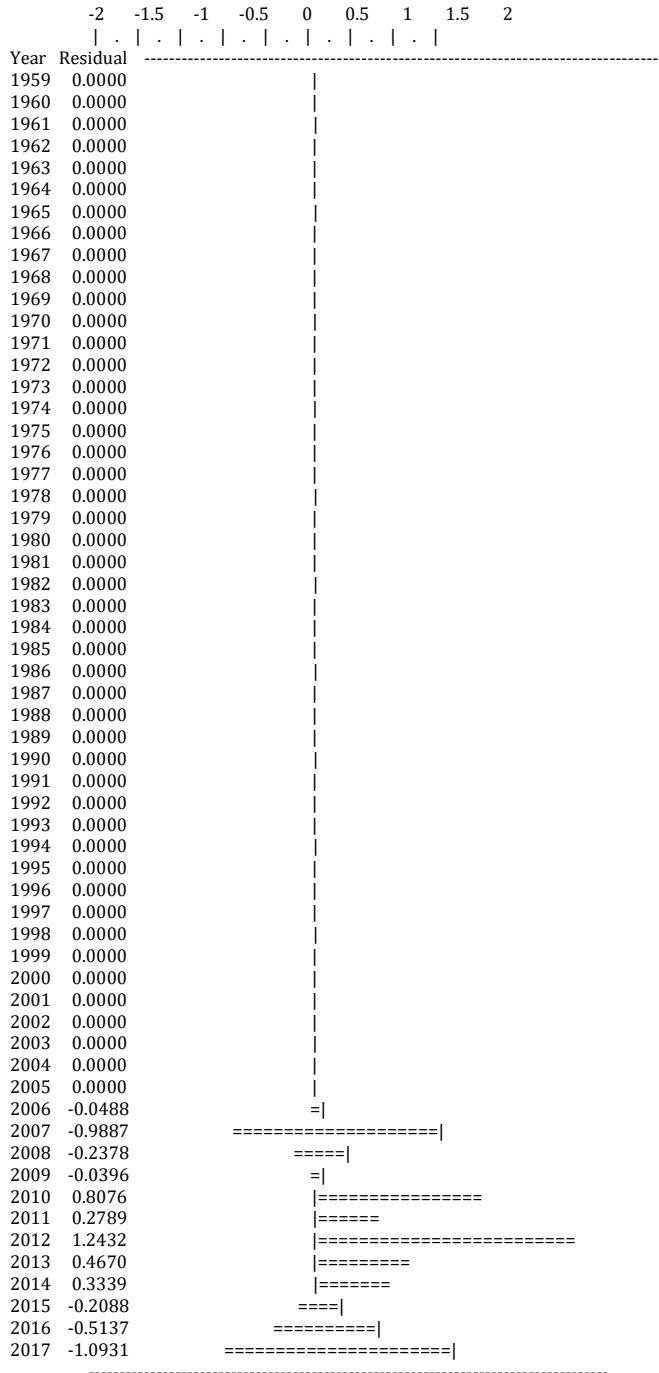 -2 -1.5 -1 -0.5 0 0.5 1 1.5 2
| . | . | . | . | . | . | . | . |
Year Residual ------------------------------------------------------------------------------------
1959 0.0000 |
1960 0.0000 |
1961 0.0000 |
1962 0.0000 |
1963 0.0000 |
1964 0.0000 |
1965 0.0000 |
1966 0.0000 |
1967 0.0000 |
1968 0.0000 |
1969 0.0000 |
1970 0.0000 |
1971 0.0000 |
1972 0.0000 |
1973 0.0000 |
1974 0.0000 |
1975 0.0000 |
1976 0.0000 |
1977 0.0000 |
1978 0.0000 |
1979 0.0000 |
1980 0.0000 |
1981 0.0000 |
1982 0.0000 |
1983 0.0000 |
1984 0.0000 |
1985 0.0000 |
1986 0.0000 |
1987 0.0000 |
1988 0.0000 |
1989 0.0000 |
1990 0.0000 |
1991 0.0000 |
1992 0.0000 |
1993 0.0000 |
1994 0.0000 |
1995 0.0000 |
1996 0.0000 |
1997 0.0000 |
1998 0.0000 |
1999 0.0000 |
2000 0.0000 |
2001 0.0000 |
2002 0.0000 |
2003 0.0000 |
2004 0.0000 |
2005 0.0000 |
2006 -0.0488 =|
2007 -0.9887 ====================|
2008 -0.2378 =====|
2009 -0.0396 =|
2010 0.8076 |================
2011 0.2789 |======
2012 1.2432 |=========================
2013 0.4670 |=========
2014 0.3339 |=======
2015 -0.2088 ====|
2016 -0.5137 ==========|
2017 -1.0931 ======================|
-------------------------------------------------------------------------------------